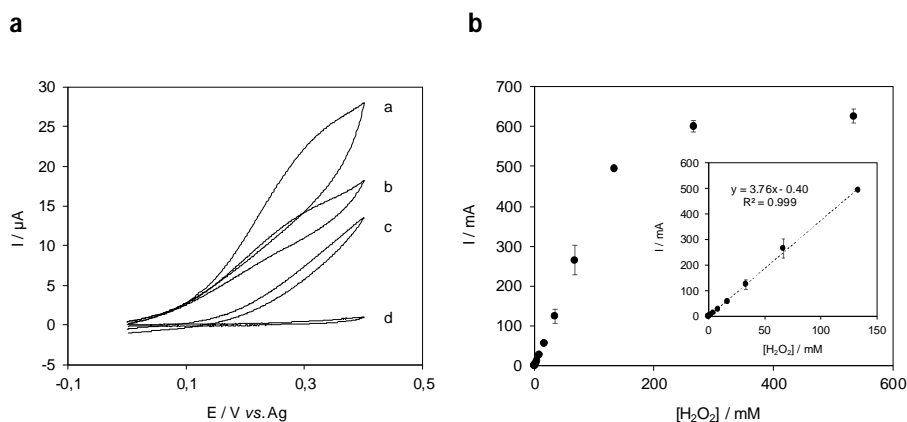 a
30
25
20
15
10
5
0
-5
I / µA
-0,1
0,1
0,3
0,5
E / V vs. Ag
a
b
c
d
b
700
600
500
400
300
200
100
0
I / mA
0
200
400
600
[H₂O₂] / mM
600
500
400
300
200
100
0
I / mA
y = 3.76x- 0.40
R² = 0.999
0
50
100
150
[H₂O₂] / mM